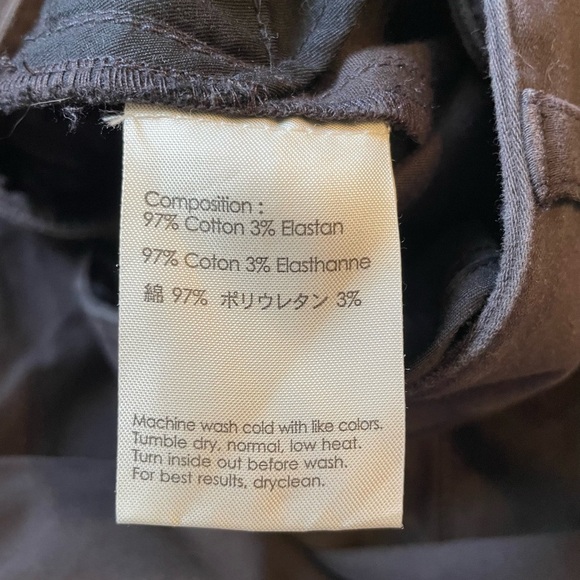 Composition :
97% Cotton 3% Elastan
97% Coton 3% Elasthanne
綿 97% ポリウレタン 3%
Machine wash cold with like colors.
Tumble dry, normal, low heat.
Turn inside out before wash.
For best results, dryclean.